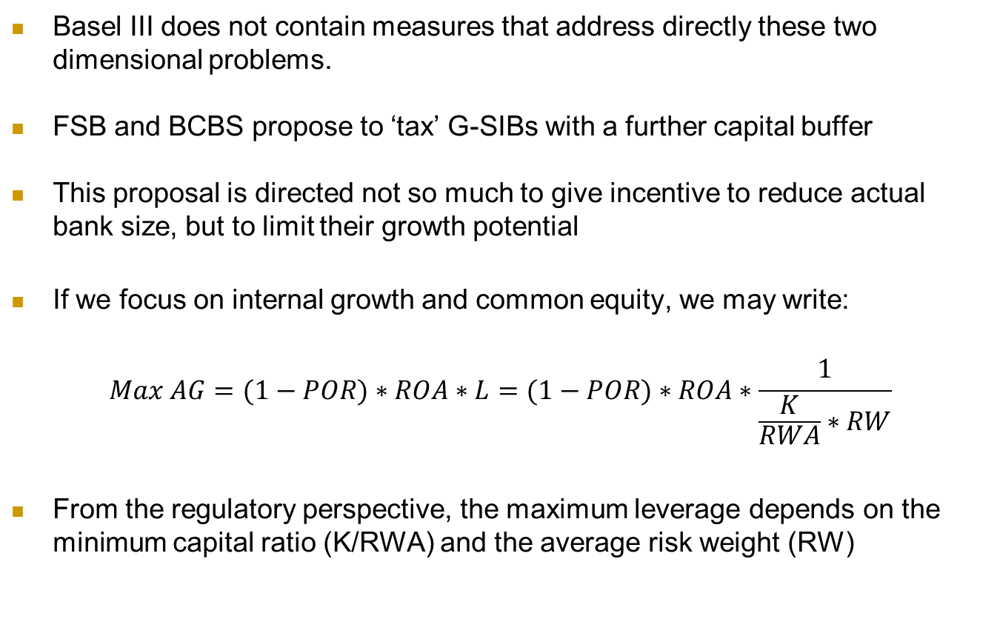 Basel III does not contain measures that address directly these two
dimensional problems.
FSB and BCBS propose to ‘tax’ G-SIBs with a further capital buffer
This proposal is directed not so much to give incentive to reduce actual
bank size, but to limit their growth potential
If we focus on internal growth and common equity, we may write:
Max AG = (1 − POR) ∗ ROA ∗ L = (1 − POR) ∗ ROA ∗ 1 / (K/RWA ∗ RW)
From the regulatory perspective, the maximum leverage depends on the
minimum capital ratio (K/RWA) and the average risk weight (RW)